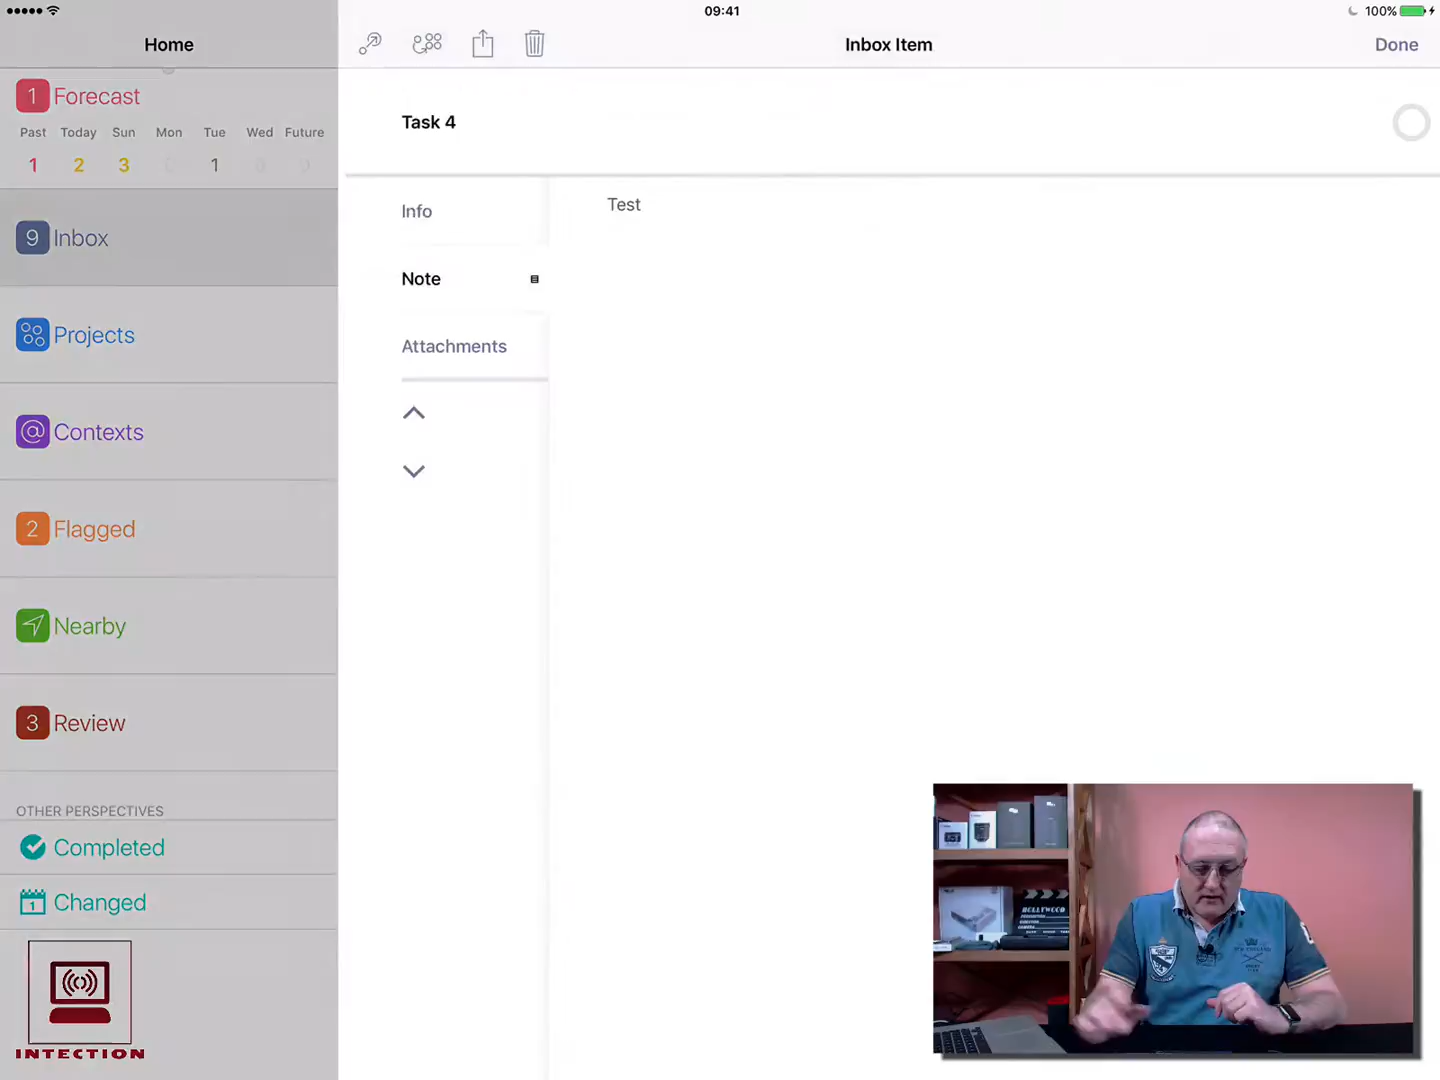 09:41
100%
Home
Inbox Item
Done
1 Forecast
Past Today Sun Mon Tue Wed Future
1 2 3 1
9 Inbox
Projects
@ Contexts
2 Flagged
Nearby
3 Review
OTHER PERSPECTIVES
Completed
1 Changed
INTECTION
Task 4
Info
Note
Attachments
Test
HOLLYWOOD